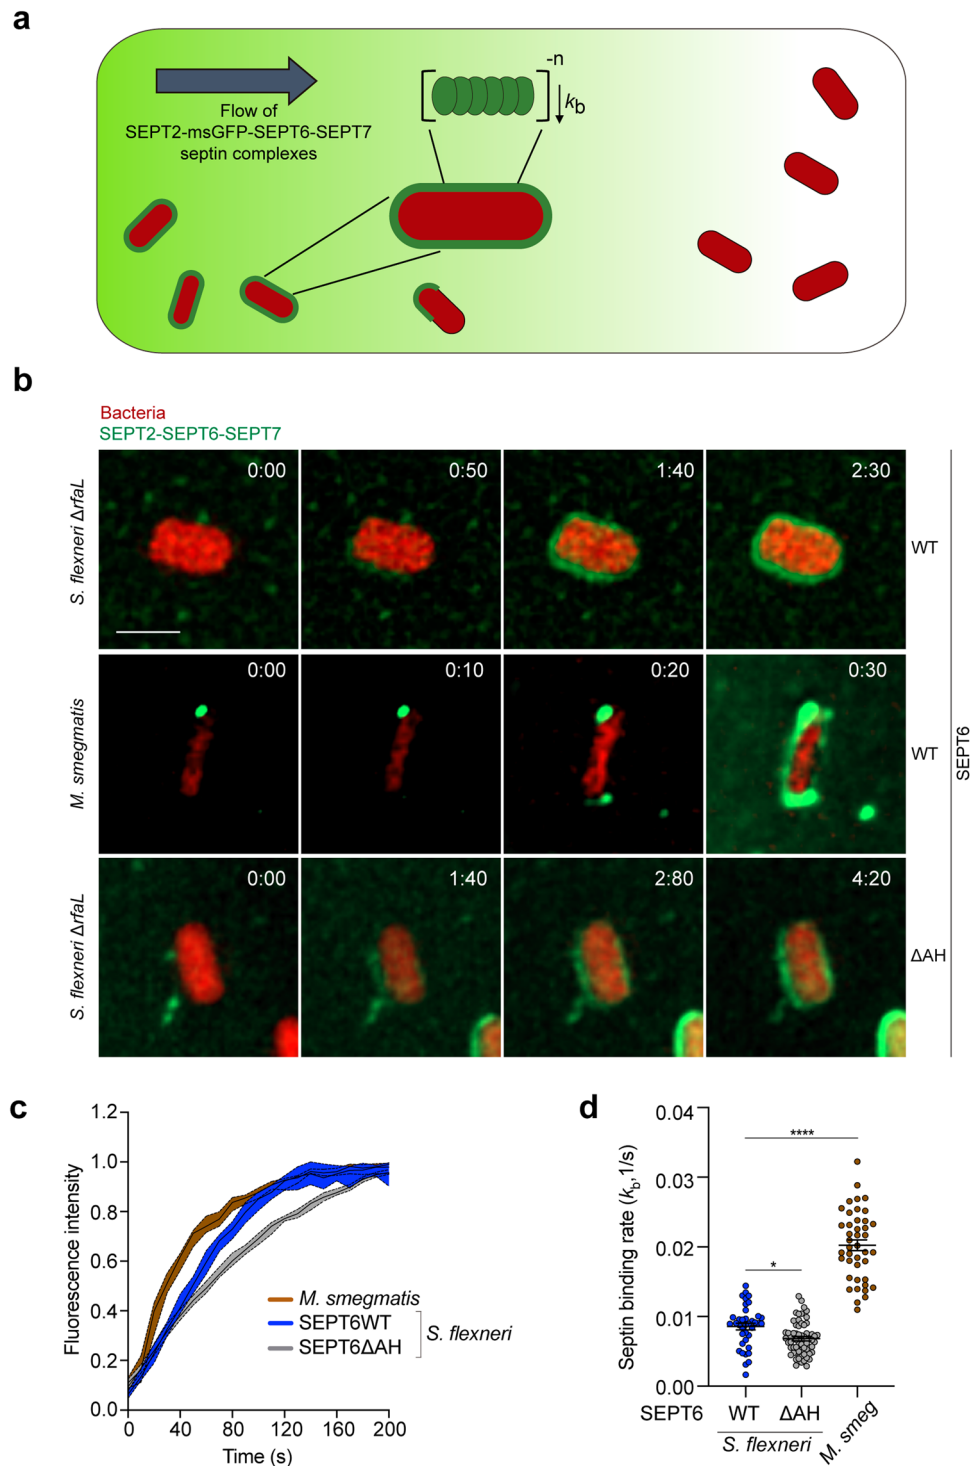 a
-n
kb
Flow of
SEPT2-msGFP-SEPT6-SEPT7
septin complexes
b
Bacteria
SEPT2-SEPT6-SEPT7
S. flexneri ΔrfaL
0:00
0:50
1:40
2:30
WT
M. smegmatis
0:00
0:10
0:20
0:30
WT
SEPT6
S. flexneri ΔrfaL
0:00
1:40
2:80
4:20
ΔAH
c
Fluorescence intensity
1.2
1.0
0.8
0.6
0.4
0.2
0.0
M. smegmatis
SEPT6WT
SEPT6ΔAH
S. flexneri
0 40 80 120 160 200
Time (s)
d
Septin binding rate (kb,1/s)
0.04
0.03
0.02
0.01
0.00
****
*
SEPT6 WT ΔAH
S. flexneri
M. smeg